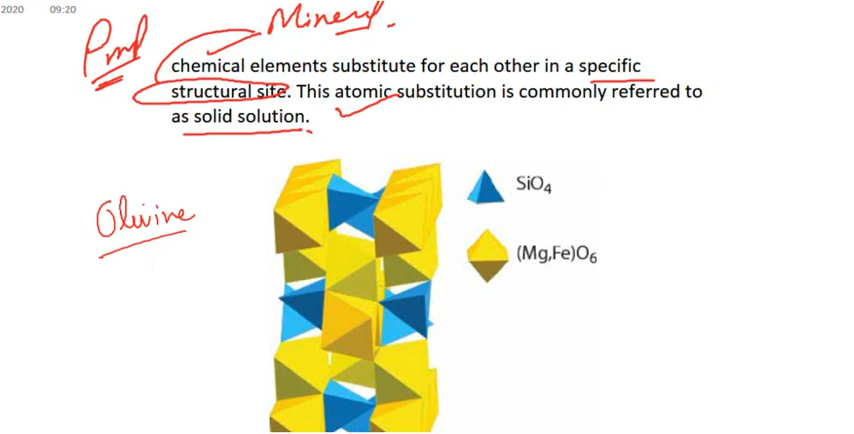 2020 09:20
Mineral.
chemical elements substitute for each other in a specific
structural site. This atomic substitution is commonly referred to
as solid solution.
SiO₄
Olivine
(Mg,Fe)O₆